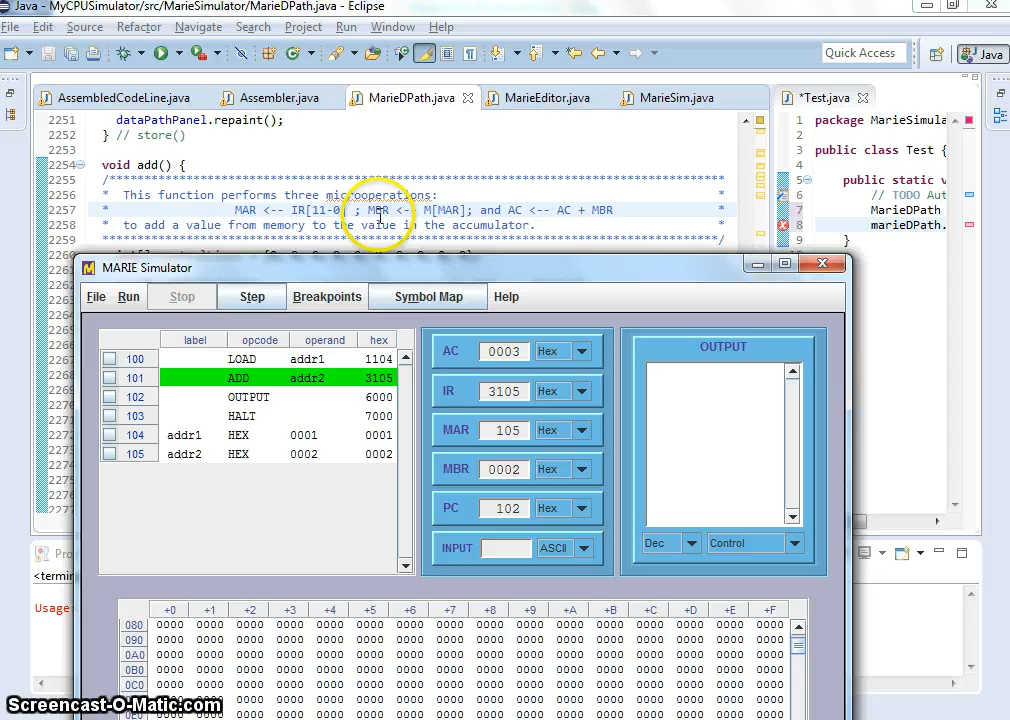 Java - MyCPUSimulator/src/MarieSimulator/MarieDPath.java - Eclipse
File Edit Source Refactor Navigate Search Project Run Window Help
Quick Access Java
AssembledCodeLine.java Assembler.java MarieDPath.java MarieEditor.java MarieSim.java *Test.java
2251 dataPathPanel.repaint();
2252 } // store()
2253
2254 void add() {
2255 /****************************************************************************
2256 * This function performs three microoperations: *
2257 * MAR <-- IR[11-0] ; MBR <-- M[MAR]; and AC <-- AC + MBR *
2258 * to add a value from memory to the value in the accumulator. *
2259 ****************************************************************************/
1 package MarieSimula
2
3 public class Test {
4
5 public static v
6 // TODO Aut
7 MarieDPath
8 marieDPath.
9 }
MARIE Simulator
File Run Stop Step Breakpoints Symbol Map Help
label opcode operand hex
100 LOAD addr1 1104
101 ADD addr2 3105
102 OUTPUT 6000
103 HALT 7000
104 addr1 HEX 0001 0001
105 addr2 HEX 0002 0002
AC 0003 Hex
IR 3105 Hex
MAR 105 Hex
MBR 0002 Hex
PC 102 Hex
INPUT ASCII
OUTPUT
Dec Control
<termin
Usage
+0 +1 +2 +3 +4 +5 +6 +7 +8 +9 +A +B +C +D +E +F
080 0000 0000 0000 0000 0000 0000 0000 0000 0000 0000 0000 0000 0000 0000 0000 0000
090 0000 0000 0000 0000 0000 0000 0000 0000 0000 0000 0000 0000 0000 0000 0000 0000
0A0 0000 0000 0000 0000 0000 0000 0000 0000 0000 0000 0000 0000 0000 0000 0000 0000
0B0 0000 0000 0000 0000 0000 0000 0000 0000 0000 0000 0000 0000 0000 0000 0000 0000
0C0 0000 0000 0000 0000 0000 0000 0000 0000 0000 0000 0000 0000 0000 0000 0000 0000
Screencast-O-Matic.com